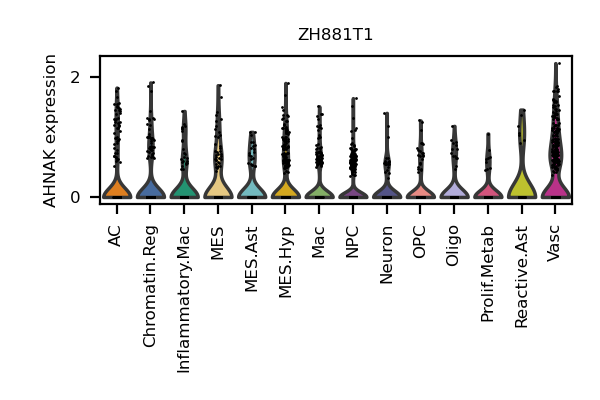 ZH881T1
AHNAK expression
2
0
AC
Chromatin.Reg
Inflammatory.Mac
MES
MES.Ast
MES.Hyp
Mac
NPC
Neuron
OPC
Oligo
Prolif.Metab
Reactive.Ast
Vasc